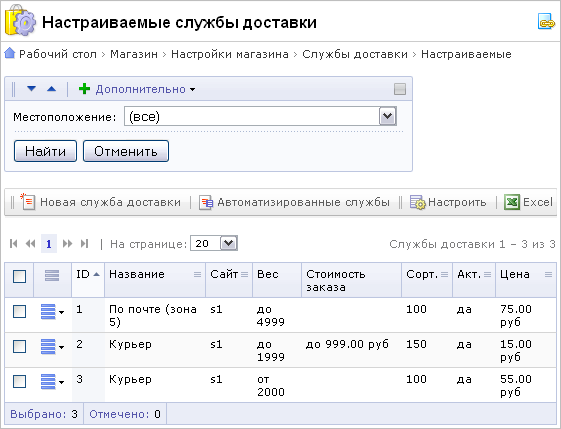 Настраиваемые службы доставки
Рабочий стол › Магазин › Настройки магазина › Службы доставки › Настраиваемые
Дополнительно
Местоположение: (все)
Найти Отменить
Новая служба доставки Автоматизированные службы Настроить Excel
1 На странице: 20 Службы доставки 1 – 3 из 3
ID Название Сайт Вес Стоимость заказа Сорт. Акт. Цена
1 По почте (зона 5) s1 до 4999 100 да 75.00 руб
2 Курьер s1 до 1999 до 999.00 руб 150 да 15.00 руб
3 Курьер s1 от 2000 100 да 55.00 руб
Выбрано: 3 Отмечено: 0